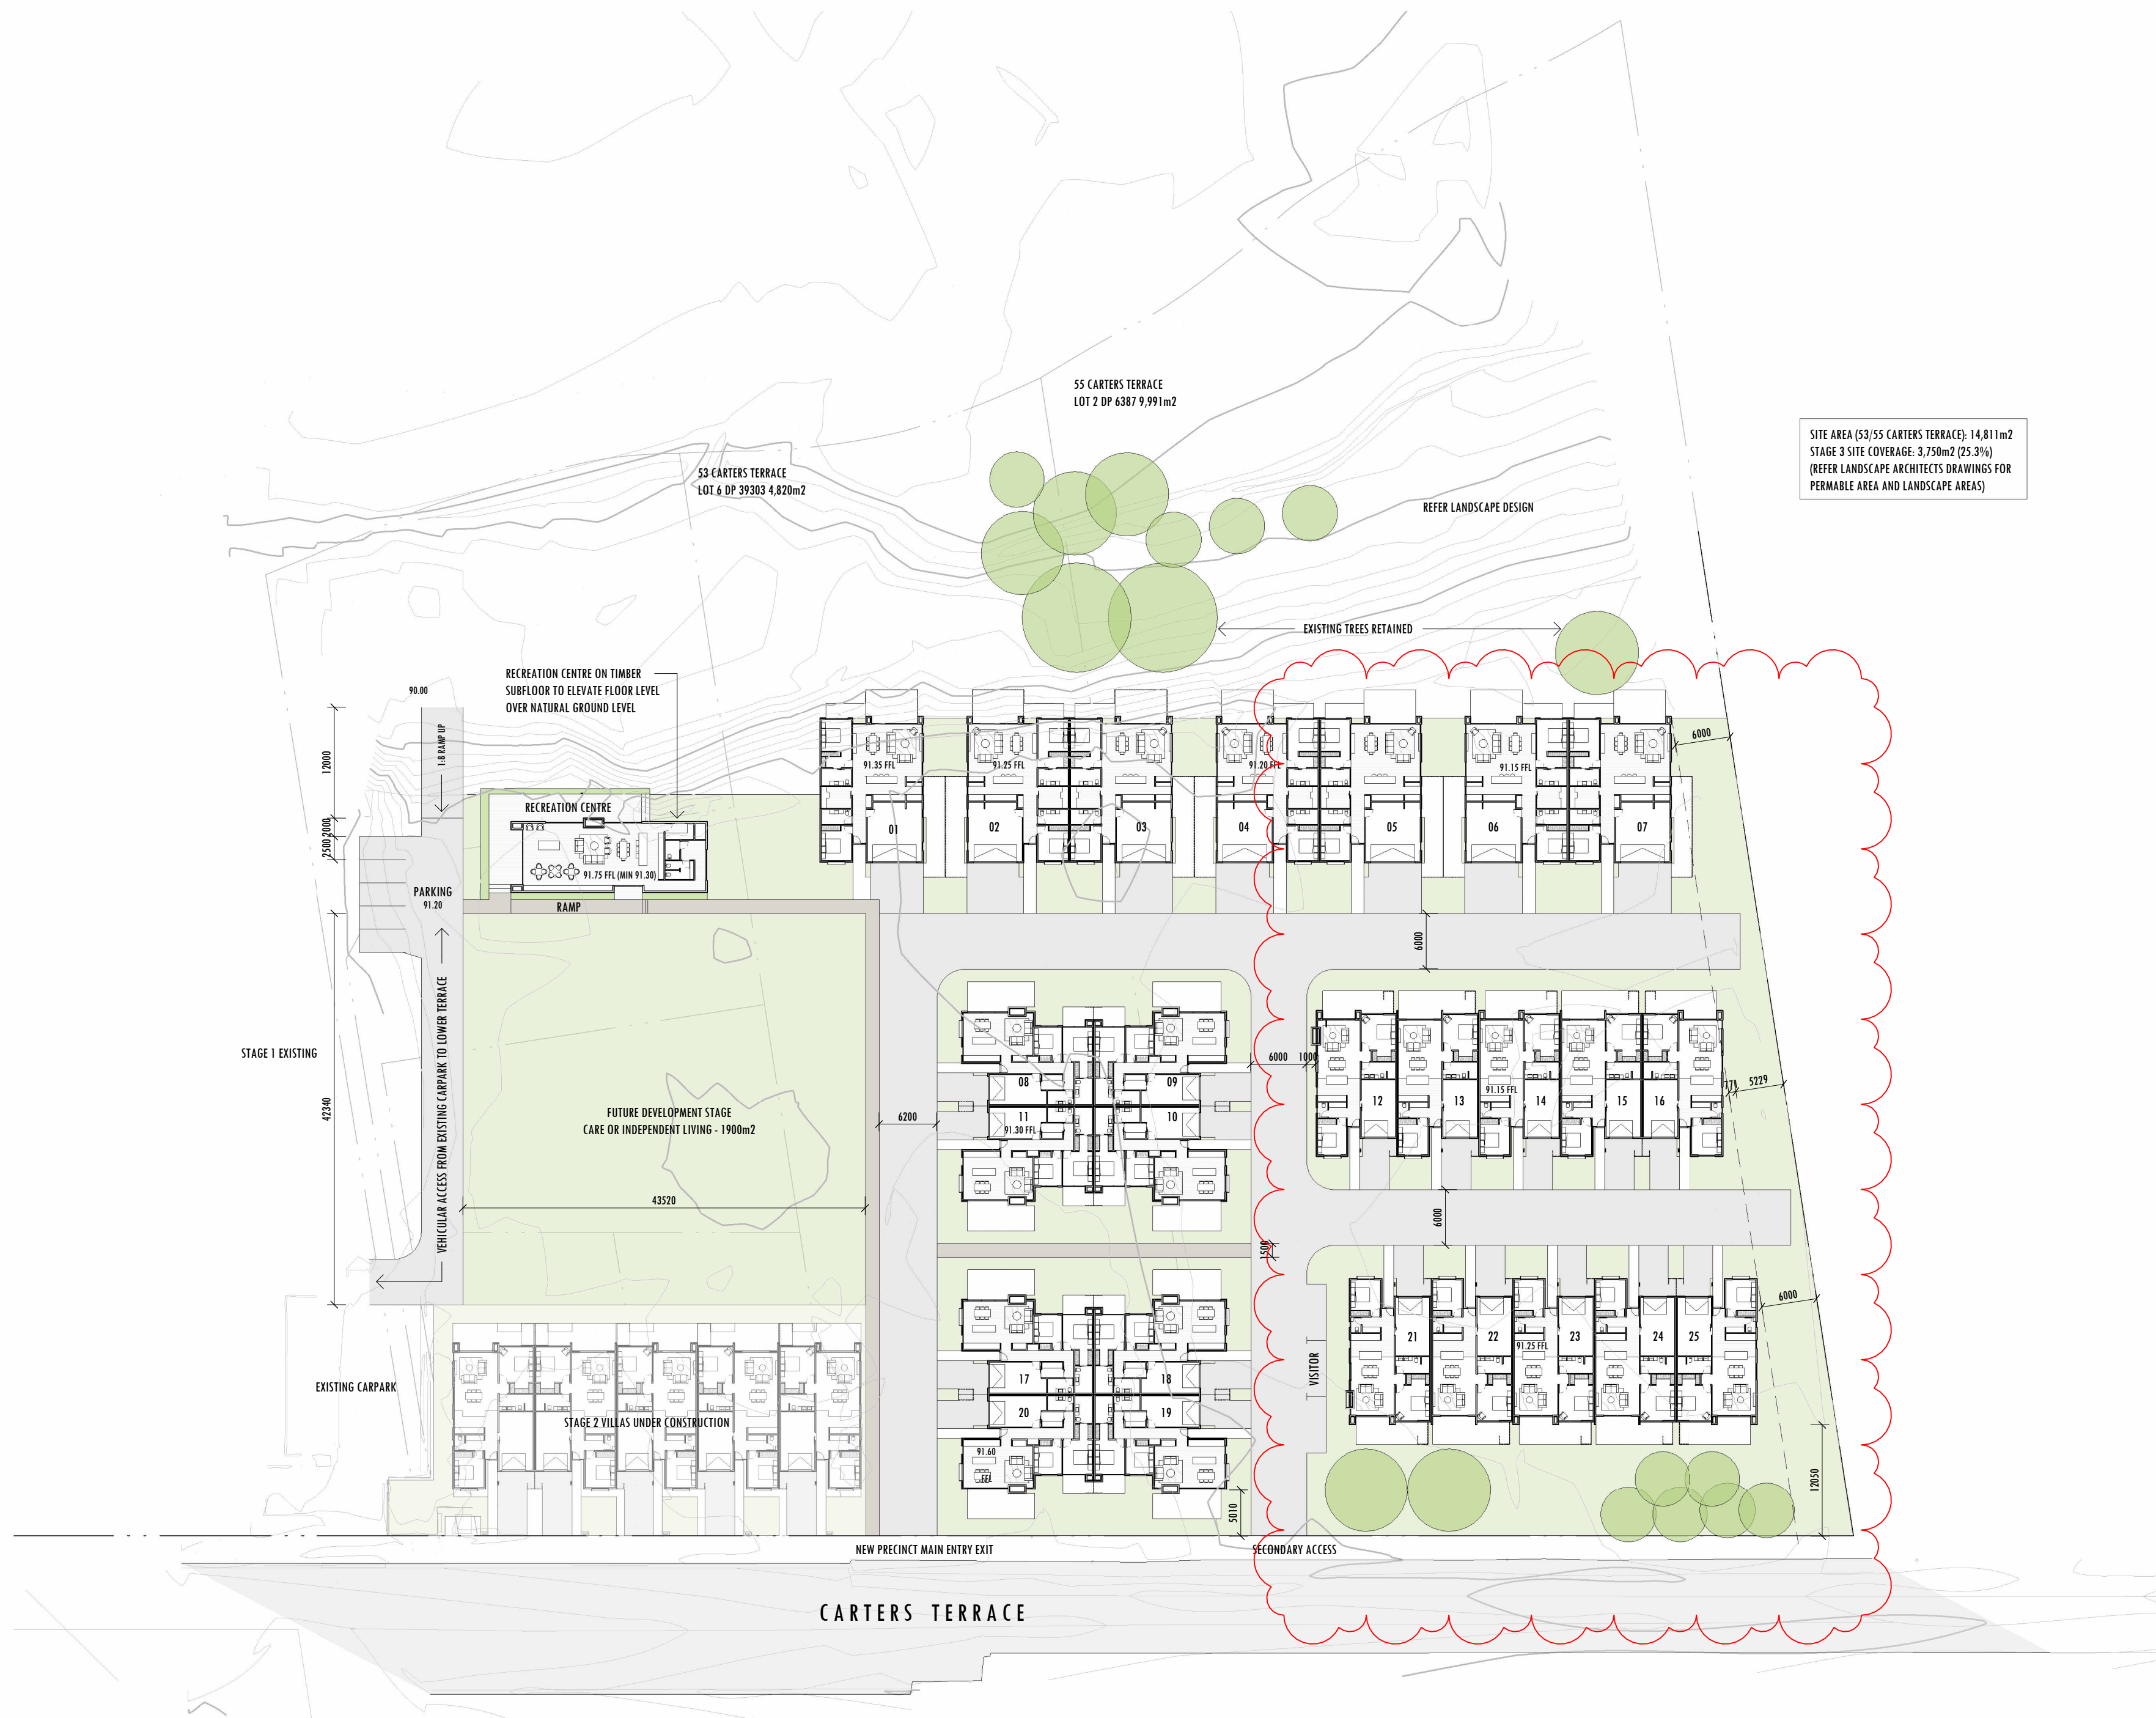 55 CARTERS TERRACE
LOT 2 DP 6387 9,991m2
SITE AREA (53/55 CARTERS TERRACE): 14,811m2
STAGE 3 SITE COVERAGE: 3,750m2 (25.3%)
(REFER LANDSCAPE ARCHITECTS DRAWINGS FOR
PERMABLE AREA AND LANDSCAPE AREAS)
53 CARTERS TERRACE
LOT 6 DP 39303 4,820m2
REFER LANDSCAPE DESIGN
EXISTING TREES RETAINED
RECREATION CENTRE ON TIMBER
SUBFLOOR TO ELEVATE FLOOR LEVEL
OVER NATURAL GROUND LEVEL
90.00
1:8 RAMP UP
12000
2000
2500
6000
91.35 FFL
91.25 FFL
91.20 FFL
91.15 FFL
RECREATION CENTRE
01
02
03
04
05
06
07
91.75 FFL (MIN 91.30)
PARKING
91.20
RAMP
6000
VEHICULAR ACCESS FROM EXISTING CARPARK TO LOWER TERRACE
STAGE 1 EXISTING
42340
FUTURE DEVELOPMENT STAGE
CARE OR INDEPENDENT LIVING - 1900m2
43520
6200
08
09
11
10
91.30 FFL
6000
1000
12
13
14
15
16
91.15 FFL
771
5229
6000
1500
6000
EXISTING CARPARK
STAGE 2 VILLAS UNDER CONSTRUCTION
17
18
20
19
91.60
FFL
5010
VISITOR
21
22
23
24
25
91.25 FFL
12050
NEW PRECINCT MAIN ENTRY EXIT
SECONDARY ACCESS
CARTERS TERRACE